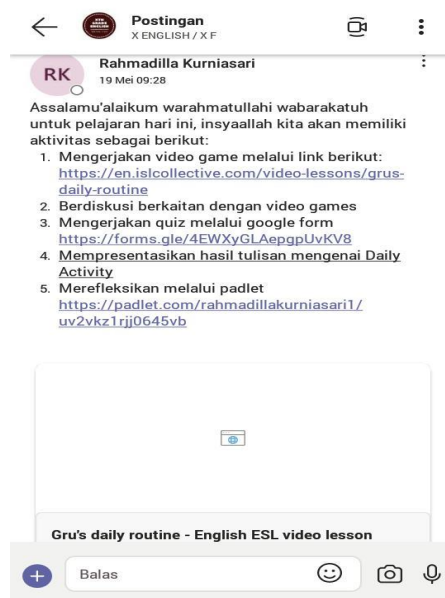 Postingan
X ENGLISH / X F
RK
Rahmadilla Kurniasari
19 Mei 09:28
Assalamu'alaikum warahmatullahi wabarakatuh
untuk pelajaran hari ini, insyaallah kita akan memiliki
aktivitas sebagai berikut:
1. Mengerjakan video game melalui link berikut:
https://en.islcollective.com/video-lessons/grus-
daily-routine
2. Berdiskusi berkaitan dengan video games
3. Mengerjakan quiz melalui google form
https://forms.gle/4EWXyGLAepgpUvKV8
4. Mempresentasikan hasil tulisan mengenai Daily
Activity
5. Merefleksikan melalui padlet
https://padlet.com/rahmadillakurniasari1/
uv2vkz1rjj0645vb
Gru's daily routine - English ESL video lesson
Balas